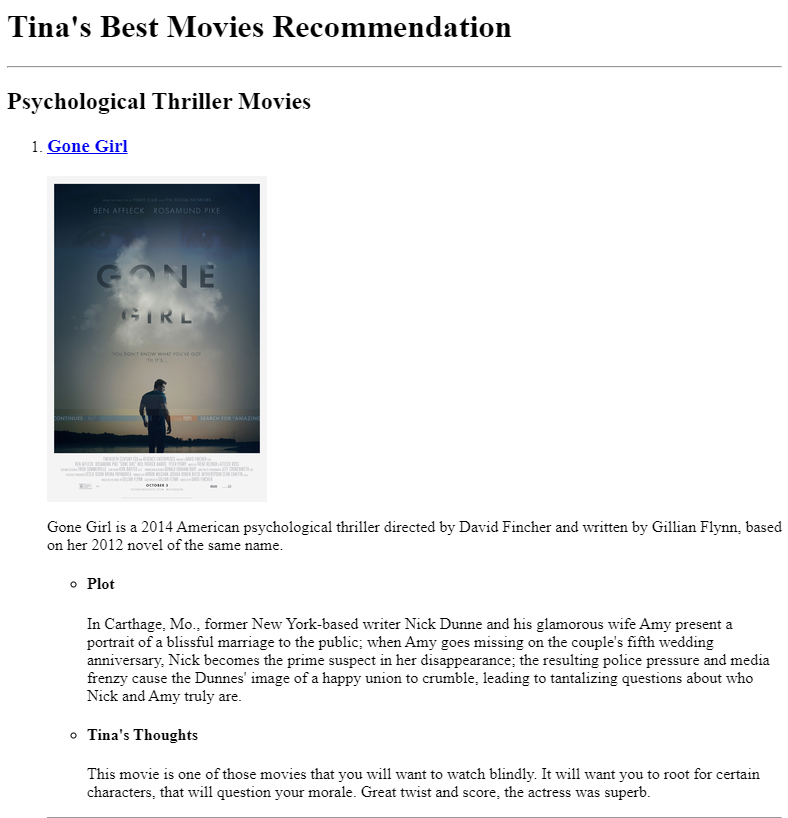 Tina's Best Movies Recommendation
Psychological Thriller Movies
1. Gone Girl
BEN AFFLECK ROSAMUND PIKE
GONE
GIRL
YOU DON'T KNOW WHAT YOU'VE GOT
'TIL IT'S...
CONTINUES SEARCH FOR "AMAZING
OCTOBER 3
Gone Girl is a 2014 American psychological thriller directed by David Fincher and written by Gillian Flynn, based
on her 2012 novel of the same name.
Plot
In Carthage, Mo., former New York-based writer Nick Dunne and his glamorous wife Amy present a
portrait of a blissful marriage to the public; when Amy goes missing on the couple's fifth wedding
anniversary, Nick becomes the prime suspect in her disappearance; the resulting police pressure and media
frenzy cause the Dunnes' image of a happy union to crumble, leading to tantalizing questions about who
Nick and Amy truly are.
Tina's Thoughts
This movie is one of those movies that you will want to watch blindly. It will want you to root for certain
characters, that will question your morale. Great twist and score, the actress was superb.